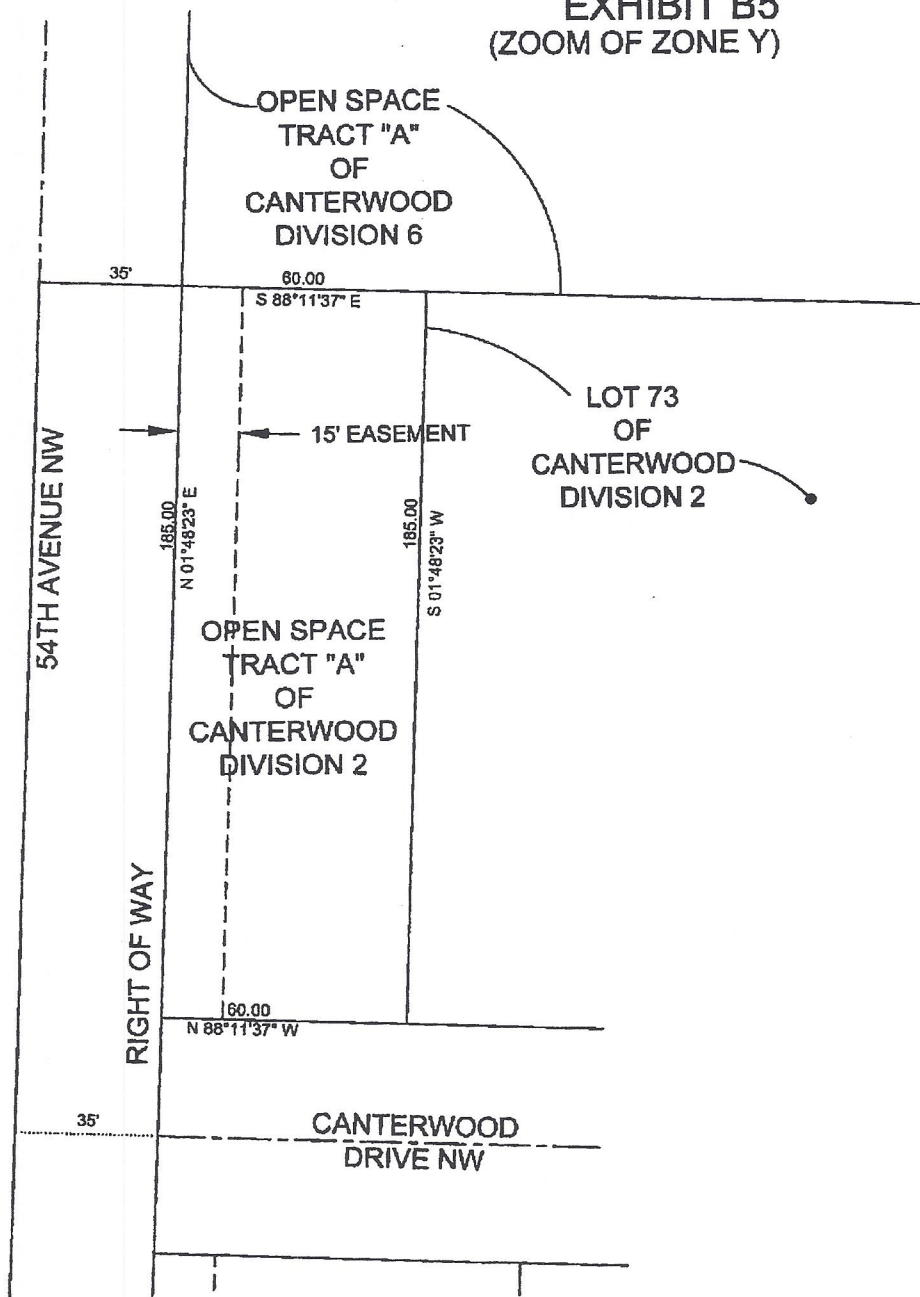 EXHIBIT B5
(ZOOM OF ZONE Y)
OPEN SPACE
TRACT "A"
OF
CANTERWOOD
DIVISION 6
35'
60.00
S 88°11'37" E
LOT 73
OF
CANTERWOOD
DIVISION 2
15' EASEMENT
54TH AVENUE NW
185.00
N 01°48'23" E
185.00
S 01°48'23" W
OPEN SPACE
TRACT "A"
OF
CANTERWOOD
DIVISION 2
RIGHT OF WAY
60.00
N 88°11'37" W
35'
CANTERWOOD
DRIVE NW